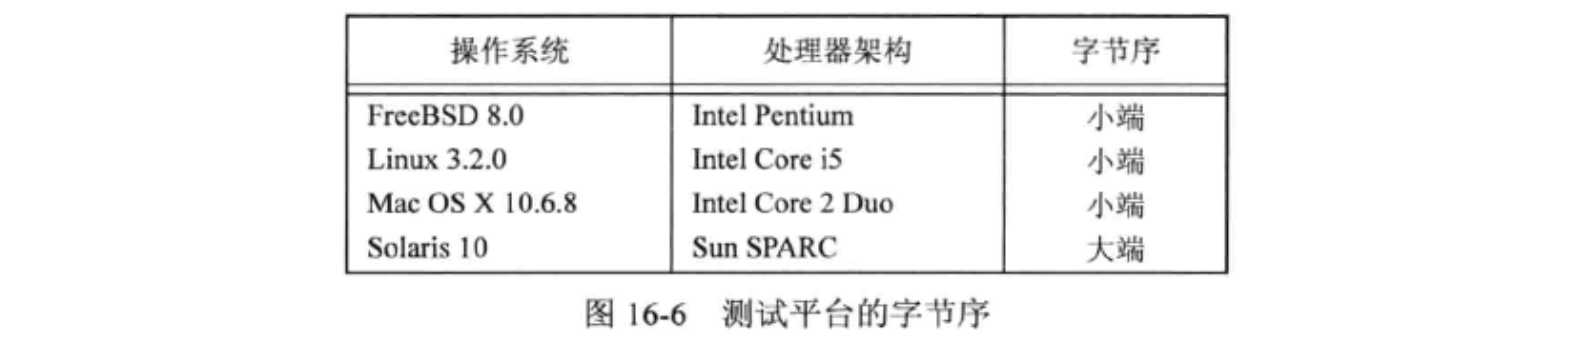 操作系统 处理器架构 字节序
FreeBSD 8.0 Intel Pentium 小端
Linux 3.2.0 Intel Core i5 小端
Mac OS X 10.6.8 Intel Core 2 Duo 小端
Solaris 10 Sun SPARC 大端
图 16-6 测试平台的字节序